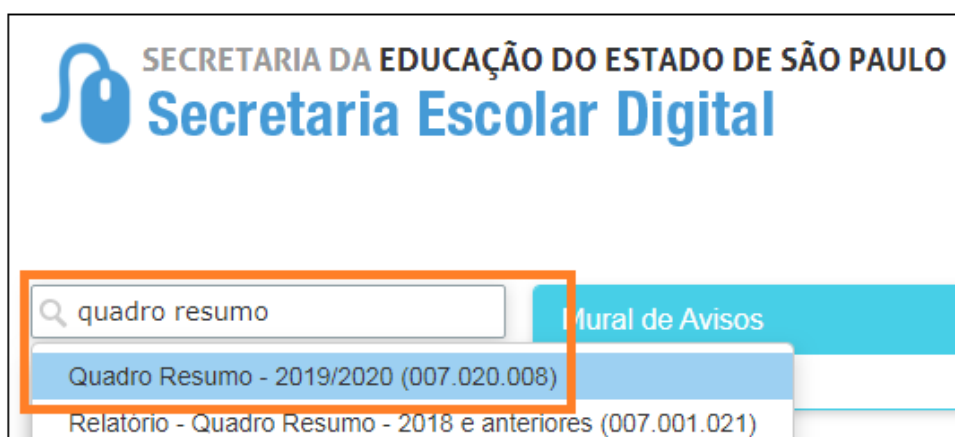 SECRETARIA DA EDUCAÇÃO DO ESTADO DE SÃO PAULO
Secretaria Escolar Digital
quadro resumo
Mural de Avisos
Quadro Resumo - 2019/2020 (007.020.008)
Relatório - Quadro Resumo - 2018 e anteriores (007.001.021)